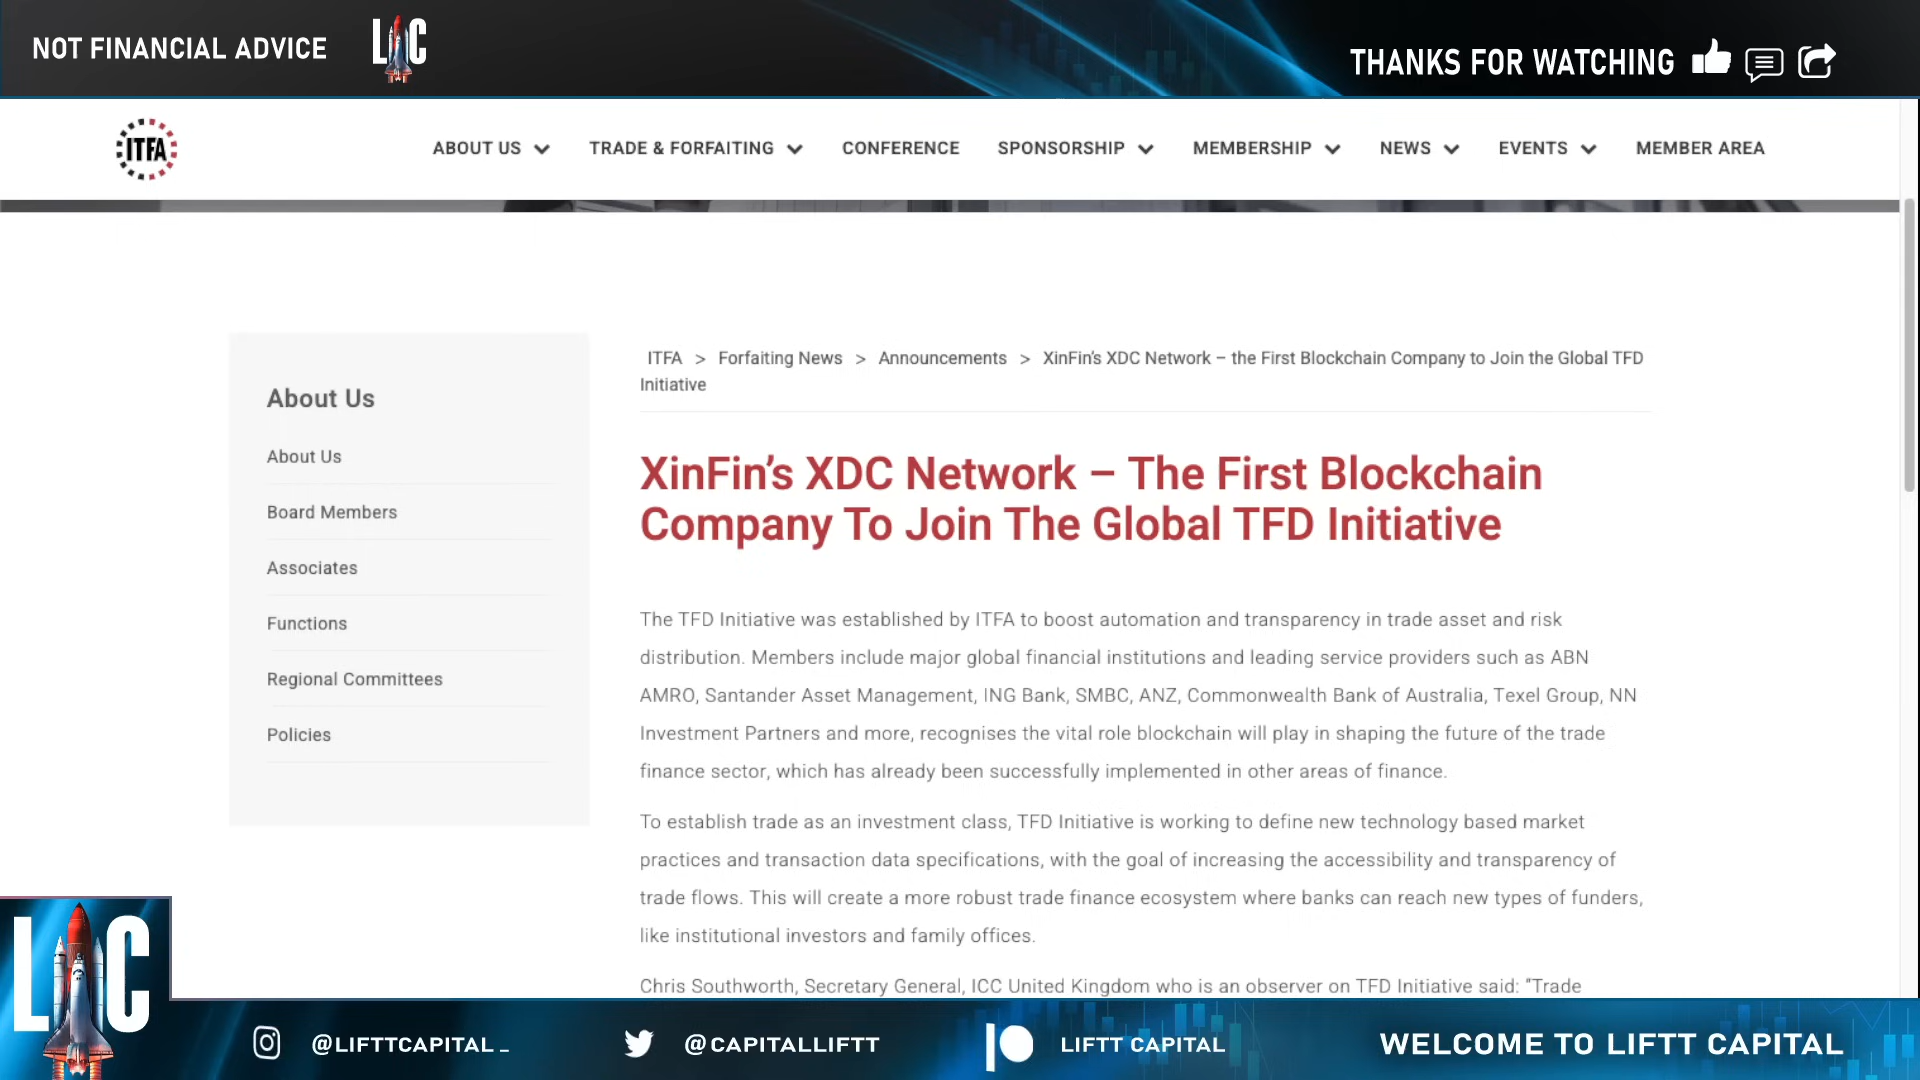 NOT FINANCIAL ADVICE
LC
THANKS FOR WATCHING
ITFA
ABOUT US
TRADE & FORFAITING
CONFERENCE
SPONSORSHIP
MEMBERSHIP
NEWS
EVENTS
MEMBER AREA
About Us
About Us
Board Members
Associates
Functions
Regional Committees
Policies
ITFA > Forfaiting News > Announcements > XinFin's XDC Network – the First Blockchain Company to Join the Global TFD
Initiative
XinFin’s XDC Network – The First Blockchain
Company To Join The Global TFD Initiative
The TFD Initiative was established by ITFA to boost automation and transparency in trade asset and risk
distribution. Members include major global financial institutions and leading service providers such as ABN
AMRO, Santander Asset Management, ING Bank, SMBC, ANZ, Commonwealth Bank of Australia, Texel Group, NN
Investment Partners and more, recognises the vital role blockchain will play in shaping the future of the trade
finance sector, which has already been successfully implemented in other areas of finance.
To establish trade as an investment class, TFD Initiative is working to define new technology based market
practices and transaction data specifications, with the goal of increasing the accessibility and transparency of
trade flows. This will create a more robust trade finance ecosystem where banks can reach new types of funders,
like institutional investors and family offices.
Chris Southworth, Secretary General, ICC United Kingdom who is an observer on TFD Initiative said: “Trade
LC
@LIFTTCAPITAL_
@CAPITALLIFTT
LIFTT CAPITAL
WELCOME TO LIFTT CAPITAL